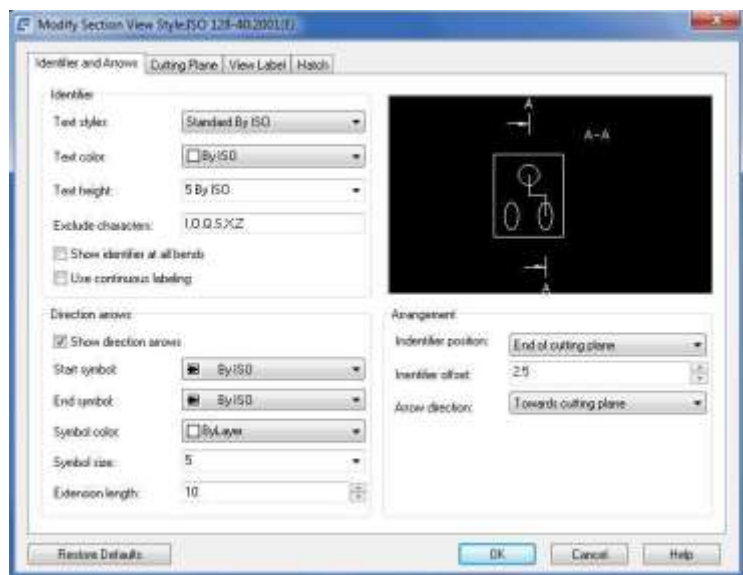 Modify Section View Style:ISO 128-40:2001(E)
Identifier and Arrows
Cutting Plane
View Label
Hatch
Identifier
Text styles:
Standard By ISO
Text color:
By ISO
Text height:
5 By ISO
Exclude characters:
I,O,Q,S,X,Z
Show identifier at all bends
Use continuous labeling
A
A-A
A
Direction arrows
Show direction arrows
Start symbol:
By ISO
End symbol:
By ISO
Symbol color:
ByLayer
Symbol size:
5
Extension length:
10
Arrangement
Indentifier position:
End of cutting plane
Inentifier offset:
2.5
Arrow direction:
Towards cutting plane
Restore Defaults
OK
Cancel
Help